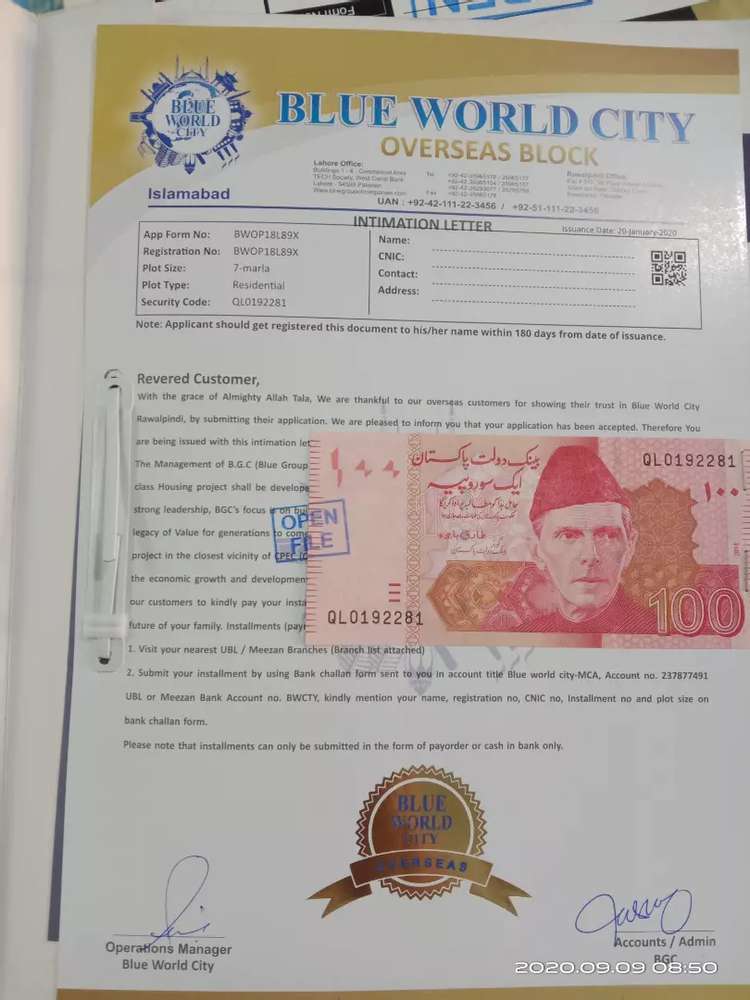 BLUE
WORLD
CITY
BLUE WORLD CITY
OVERSEAS BLOCK
Islamabad
Lahore Office:
Rawalpindi Office:
UAN : +92-42-111-22-3456 / +92-51-111-22-3456
INTIMATION LETTER
Issuance Date: 20-January-2020
App Form No: BWOP18L89X
Registration No: BWOP18L89X
Plot Size: 7-marla
Plot Type: Residential
Security Code: QL0192281
Name:
CNIC:
Contact:
Address:
Note: Applicant should get registered this document to his/her name within 180 days from date of issuance.
Revered Customer,
With the grace of Almighty Allah Tala, We are thankful to our overseas customers for showing their trust in Blue World City
Rawalpindi, by submitting their application. We are pleased to inform you that your application has been accepted. Therefore You
are being issued with this intimation
The Management of B.G.C (Blue Group
class Housing project shall be
strong leadership, BGC's focus is on
legacy of Value for generations to come
project in the closest vicinity of CPEC
the economic growth and
our customers to kindly pay your
future of your family. Installments
OPEN
FILE
بینک دولت پاکستان
QL0192281
۱۰۰
ایک سو روپیہ
۱۰۰
QL0192281
100
1. Visit your nearest UBL / Meezan Branches (Branch list attached)
2. Submit your installment by using Bank challan form sent to you in account title Blue world city-MCA, Account no. 237877491
UBL or Meezan Bank Account no. BWCTY, kindly mention your name, registration no, CNIC no, Installment no and plot size on
bank challan form.
Please note that installments can only be submitted in the form of payorder or cash in bank only.
BLUE
WORLD
CITY
OVERSEAS
Operations Manager
Blue World City
Accounts / Admin
BGC
2020.09.09 08:50